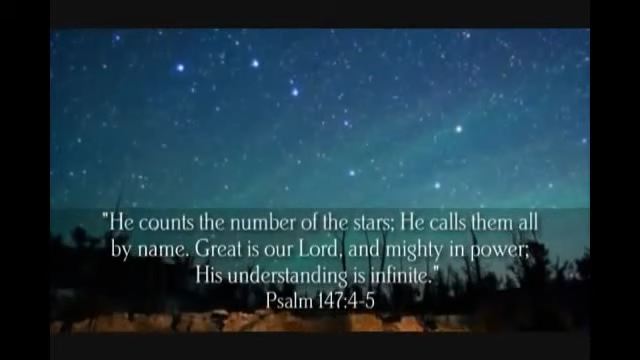 "He counts the number of the stars; He calls them all
by name. Great is our Lord, and mighty in power;
His understanding is infinite."
Psalm 147:4-5